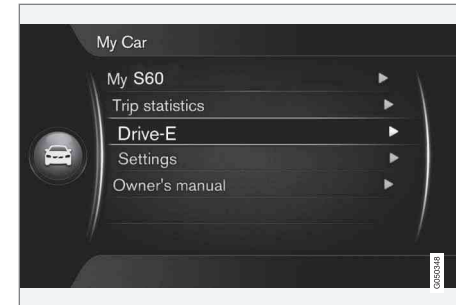 My Car
My S60
Trip statistics
Drive-E
Settings
Owner's manual
G050348